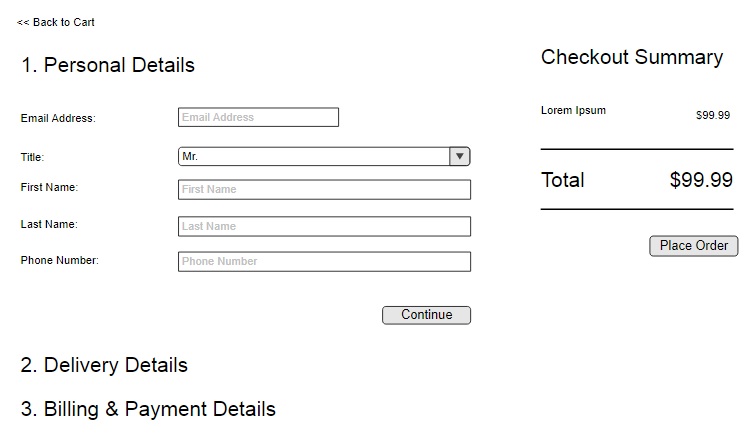 << Back to Cart
1. Personal Details
Email Address:
Email Address
Title:
Mr.
First Name:
First Name
Last Name:
Last Name
Phone Number:
Phone Number
Continue
2. Delivery Details
3. Billing & Payment Details
Checkout Summary
Lorem Ipsum
$99.99
Total
$99.99
Place Order